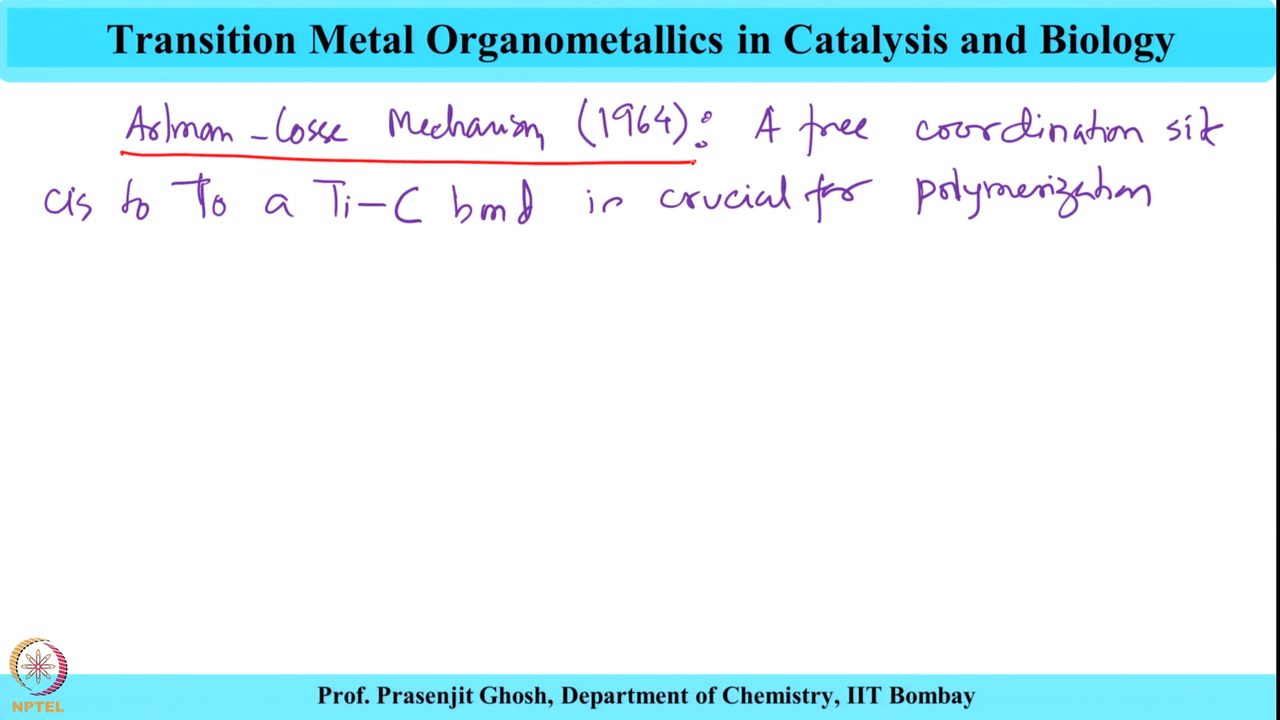 Transition Metal Organometallics in Catalysis and Biology
Arlman - Cosse Mechanism (1964): A free coordination site
cis to To a Ti-C bond is crucial for polymerization
NPTEL
Prof. Prasenjit Ghosh, Department of Chemistry, IIT Bombay